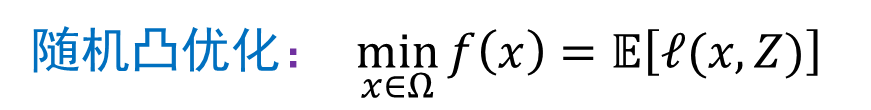 随机凸优化： min f(x) = 𝔼[ℓ(x, Z)]
x∈Ω